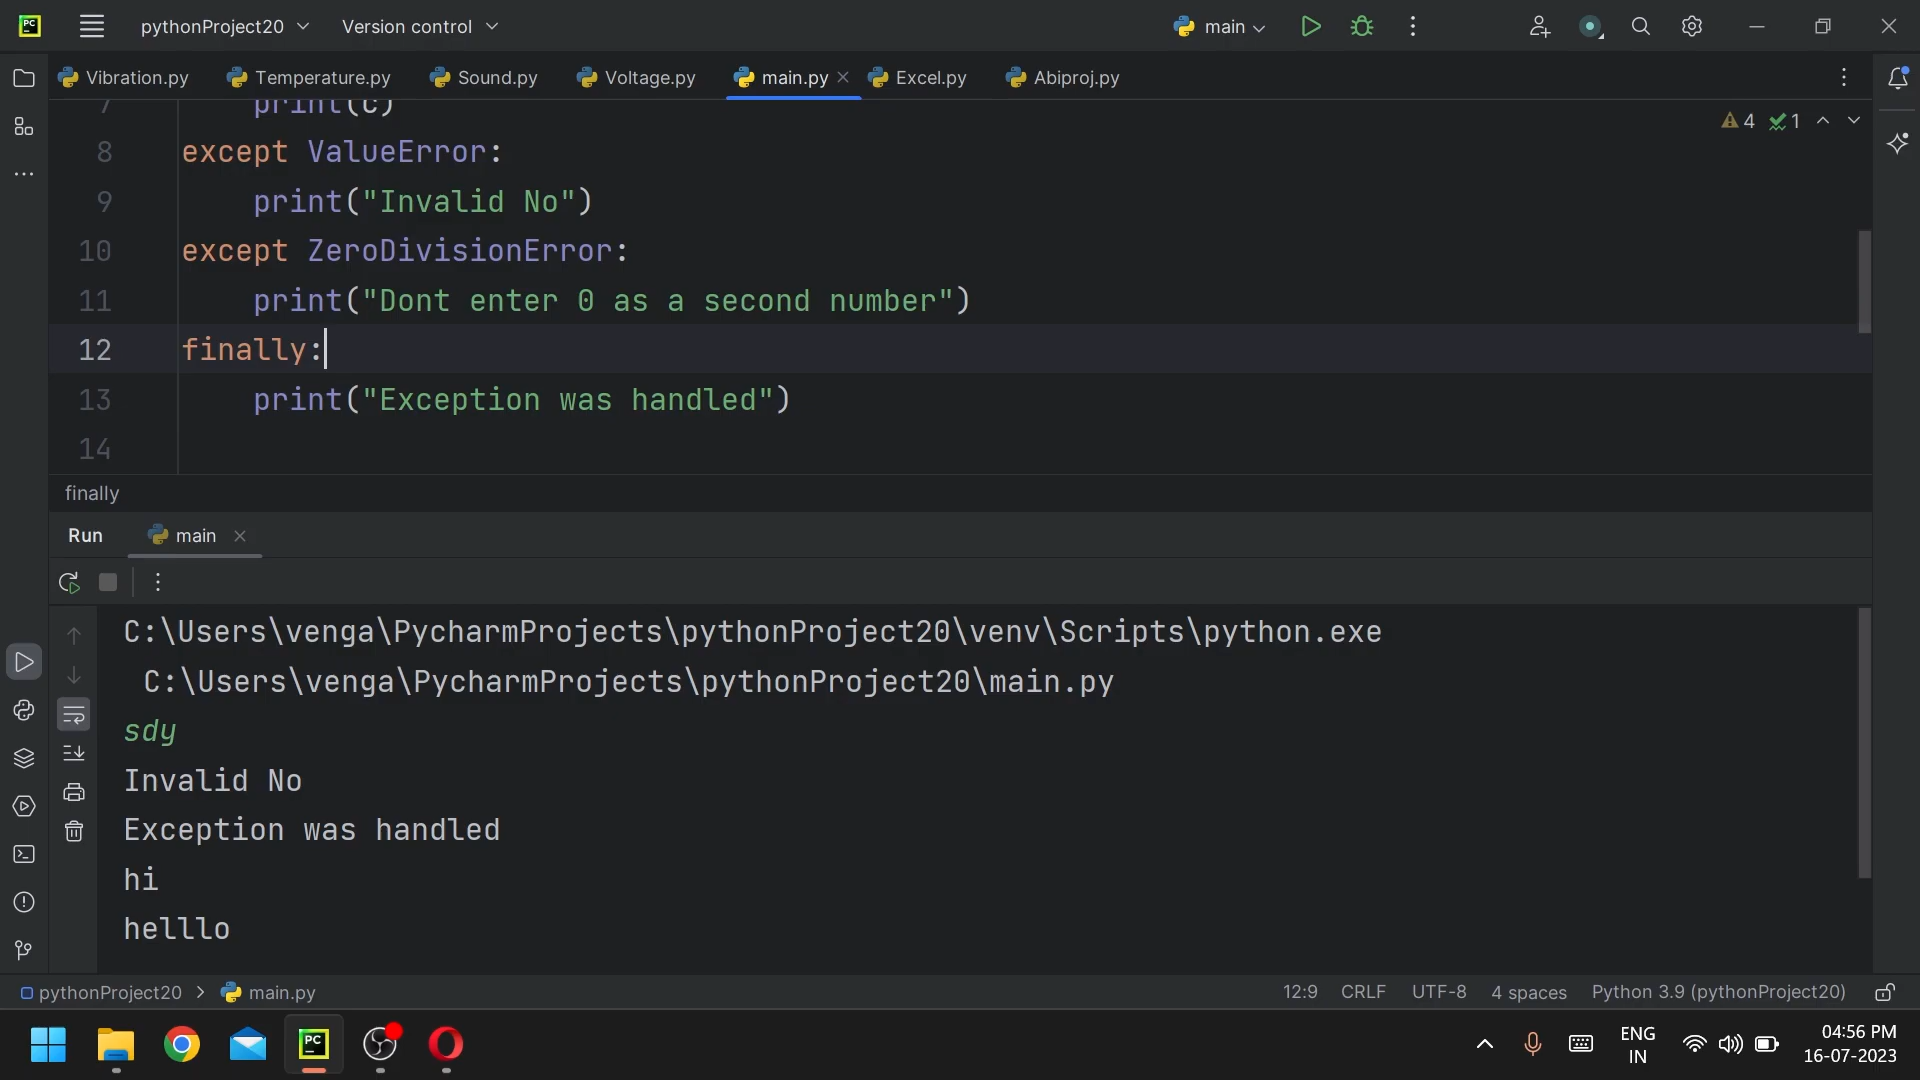 pythonProject20 Version control main
Vibration.py Temperature.py Sound.py Voltage.py main.py Excel.py Abiproj.py
4 1
7 print(c)
8 except ValueError:
9 print("Invalid No")
10 except ZeroDivisionError:
11 print("Dont enter 0 as a second number")
12 finally:
13 print("Exception was handled")
14
finally
Run main
C:\Users\venga\PycharmProjects\pythonProject20\venv\Scripts\python.exe
C:\Users\venga\PycharmProjects\pythonProject20\main.py
sdy
Invalid No
Exception was handled
hi
helllo
pythonProject20 > main.py 12:9 CRLF UTF-8 4 spaces Python 3.9 (pythonProject20)
PC ENG 04:56 PM
IN 16-07-2023